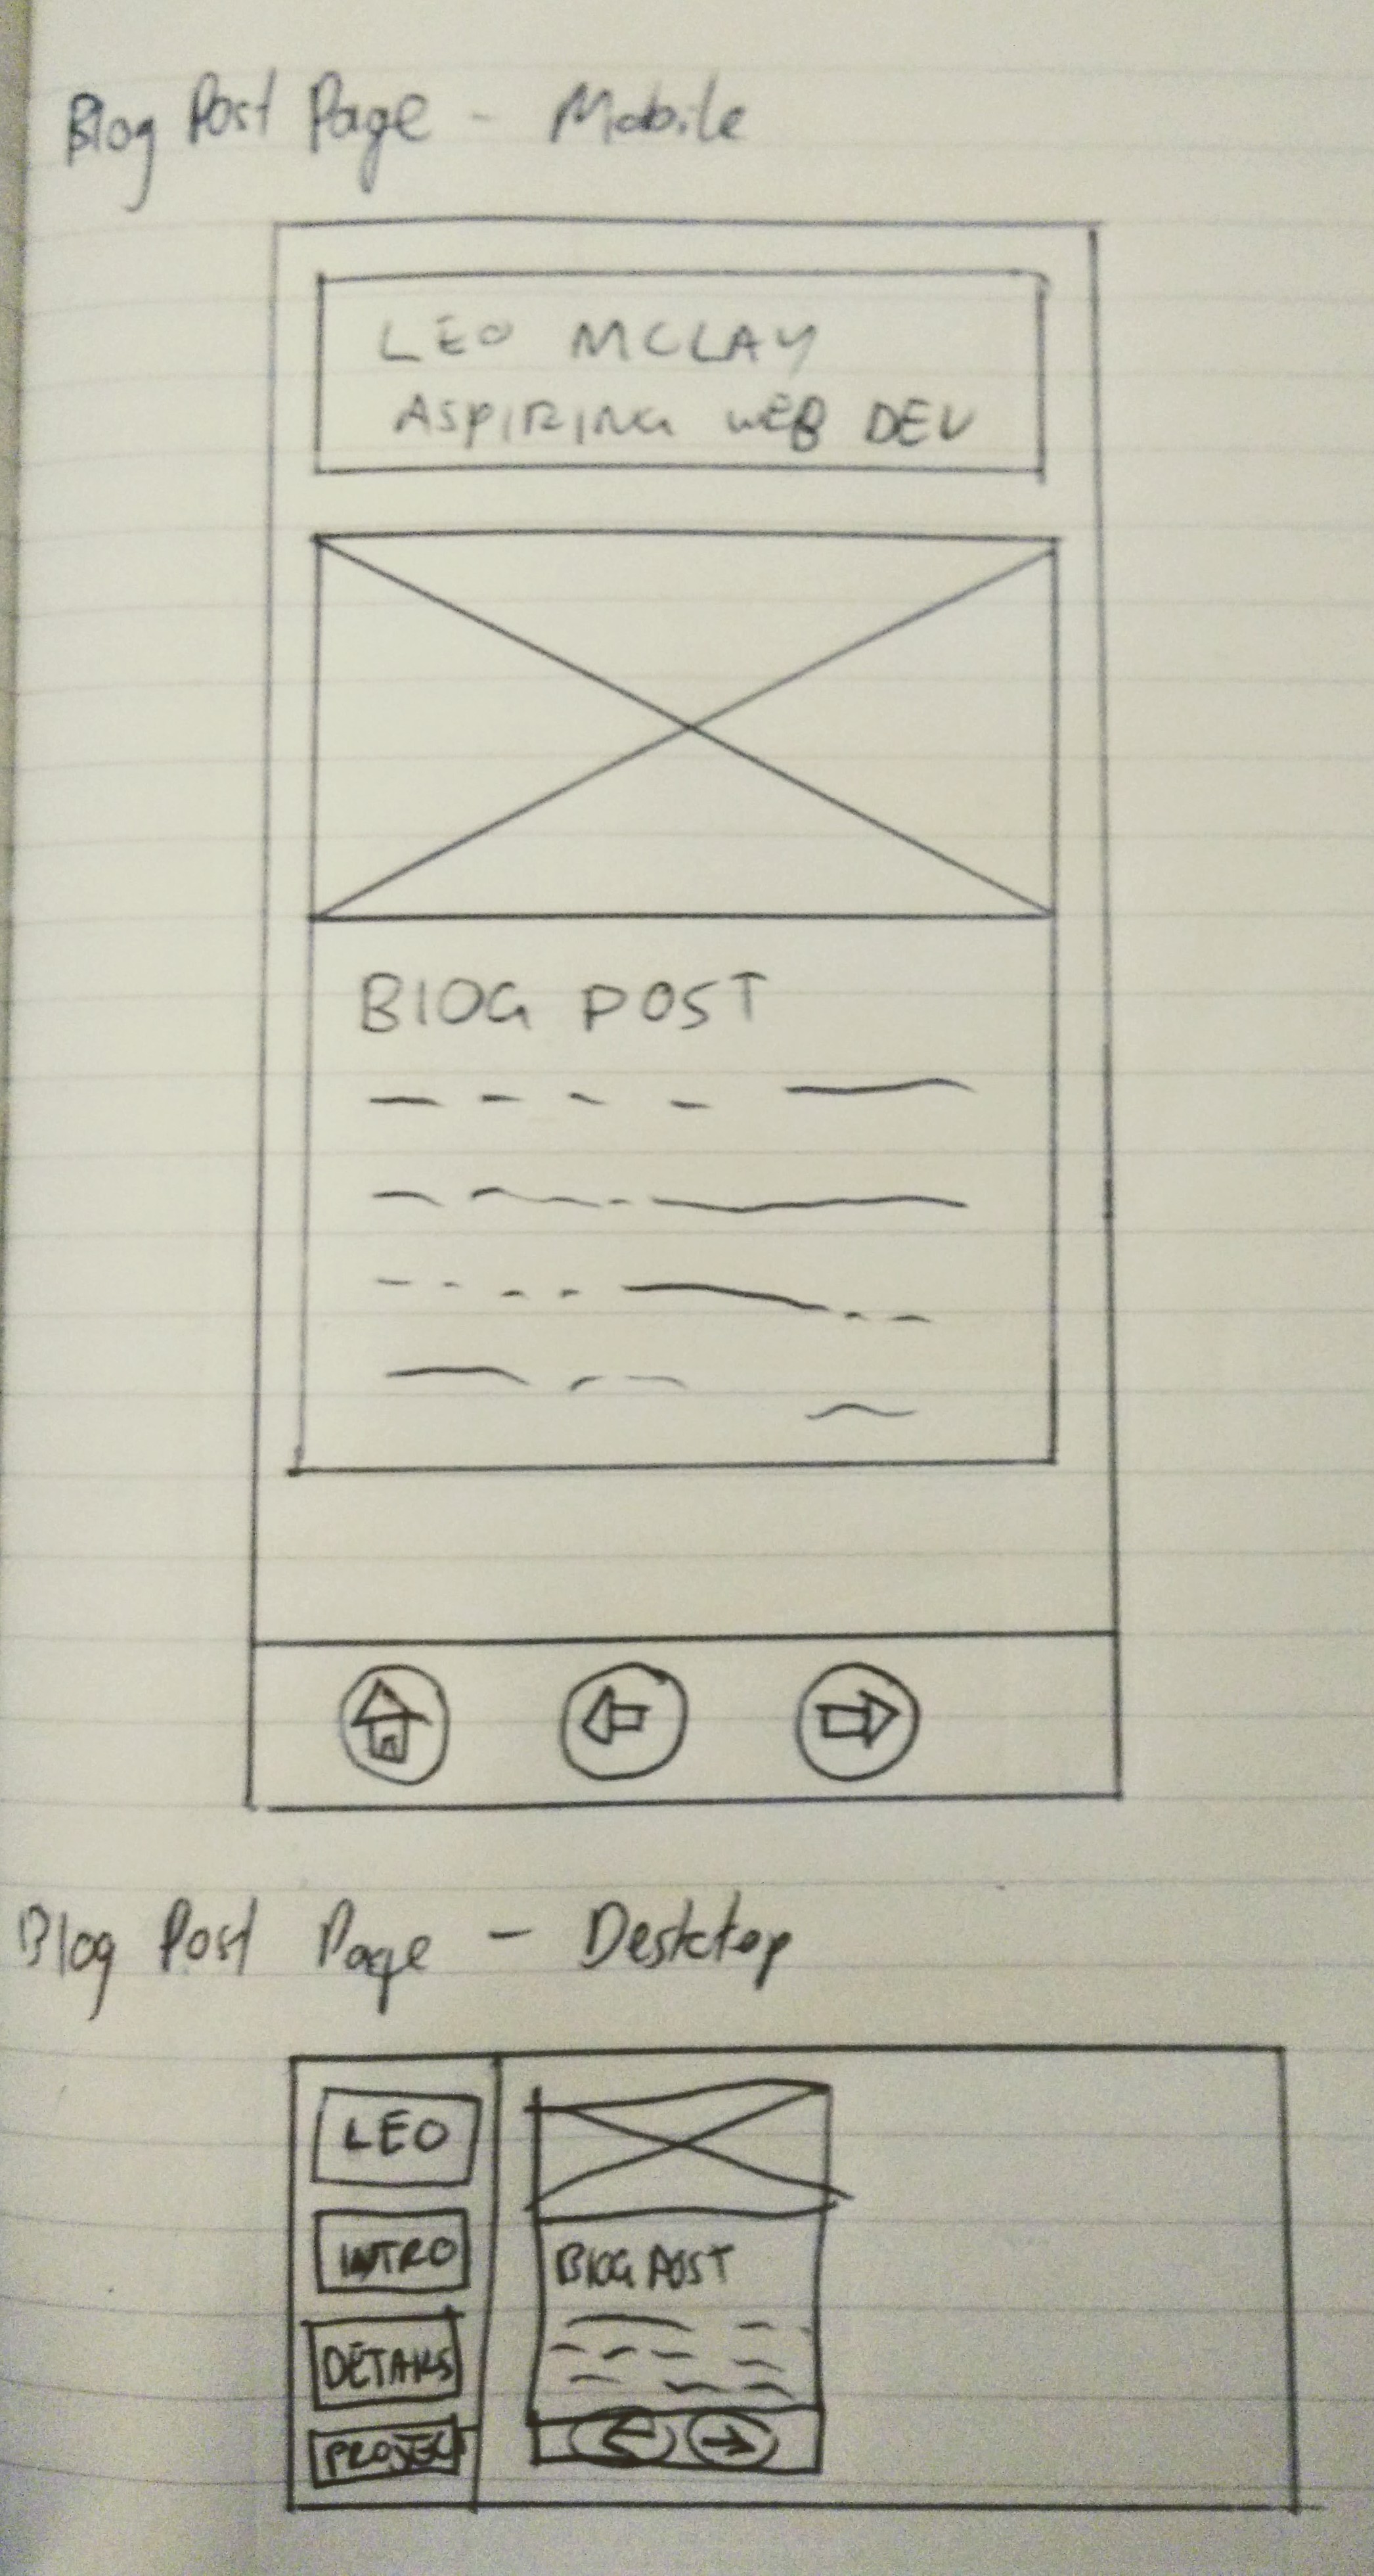 Blog Post Page - Mobile
LEO MCLAY
ASPIRING WEB DEV
BLOG POST
Blog Post Page - Desktop
LEO
INTRO
DETAILS
PROJEC
BLOG POST